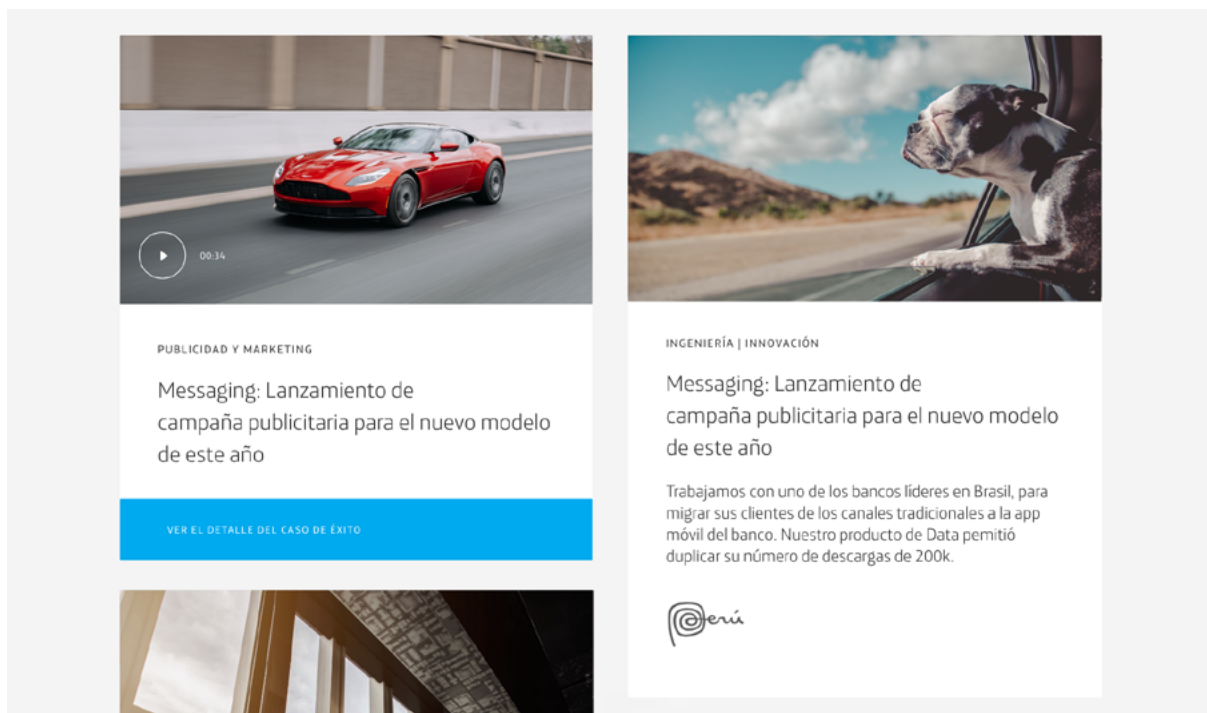 00:34
PUBLICIDAD Y MARKETING
Messaging: Lanzamiento de
campaña publicitaria para el nuevo modelo
de este año
VER EL DETALLE DEL CASO DE ÉXITO
INGENIERÍA | INNOVACIÓN
Messaging: Lanzamiento de
campaña publicitaria para el nuevo modelo
de este año
Trabajamos con uno de los bancos líderes en Brasil, para
migrar sus clientes de los canales tradicionales a la app
móvil del banco. Nuestro producto de Data pemitió
duplicar su número de descargas de 200k.
Perú